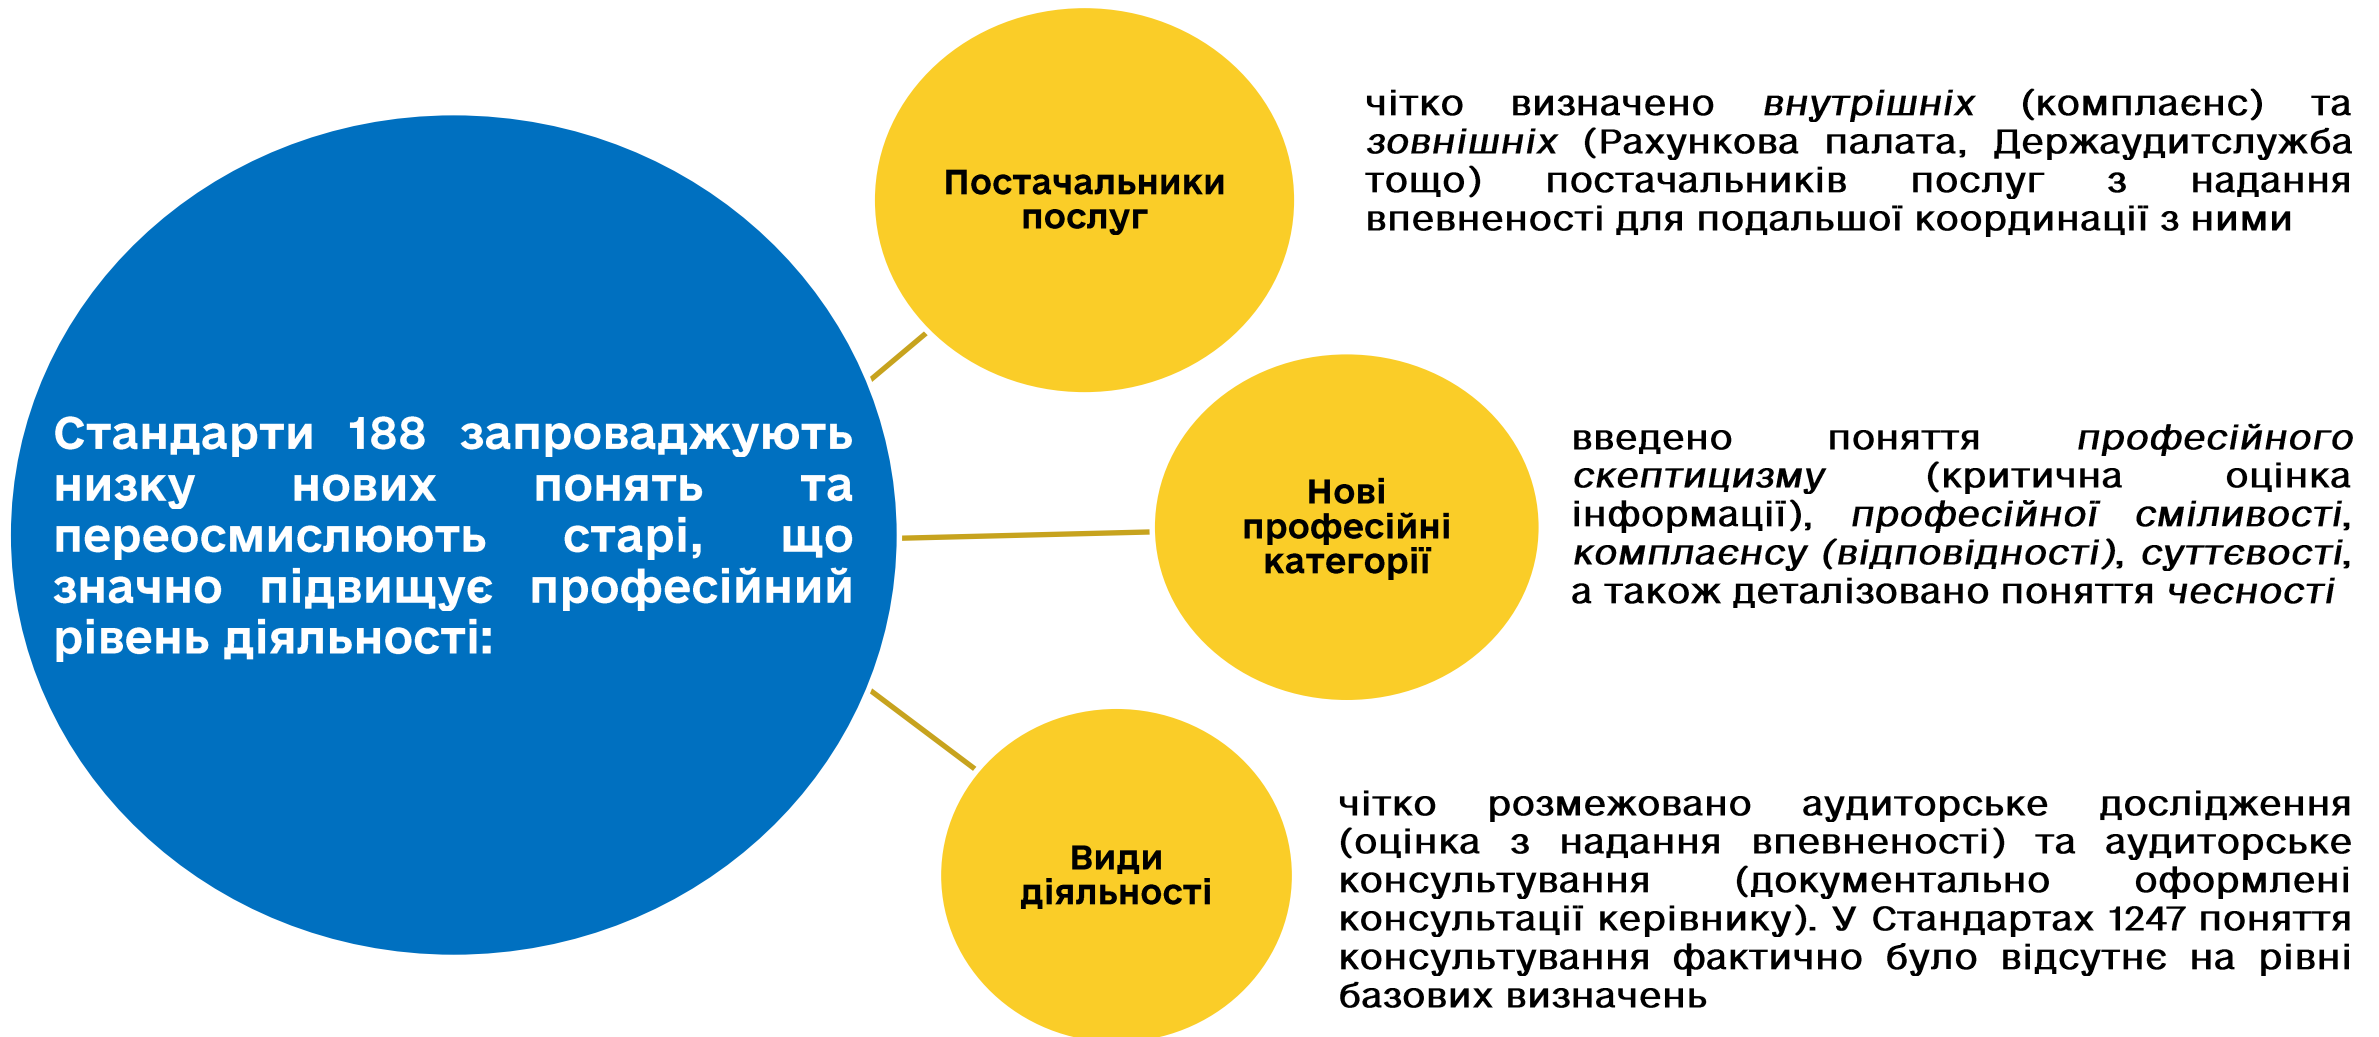 Стандарти 188 запроваджують
низку нових понять та
переосмислюють старі, що
значно підвищує професійний
рівень діяльності:
Постачальники
послуг
чітко визначено внутрішніх (комплаєнс) та
зовнішніх (Рахункова палата, Держаудитслужба
тощо) постачальників послуг з надання
впевненості для подальшої координації з ними
Нові
професійні
категорії
введено поняття професійного
скептицизму (критична оцінка
інформації), професійної сміливості,
комплаєнсу (відповідності), суттєвості,
а також деталізовано поняття чесності
Види
діяльності
чітко розмежовано аудиторське дослідження
(оцінка з надання впевненості) та аудиторське
консультування (документально оформлені
консультації керівнику). У Стандартах 1247 поняття
консультування фактично було відсутнє на рівні
базових визначень